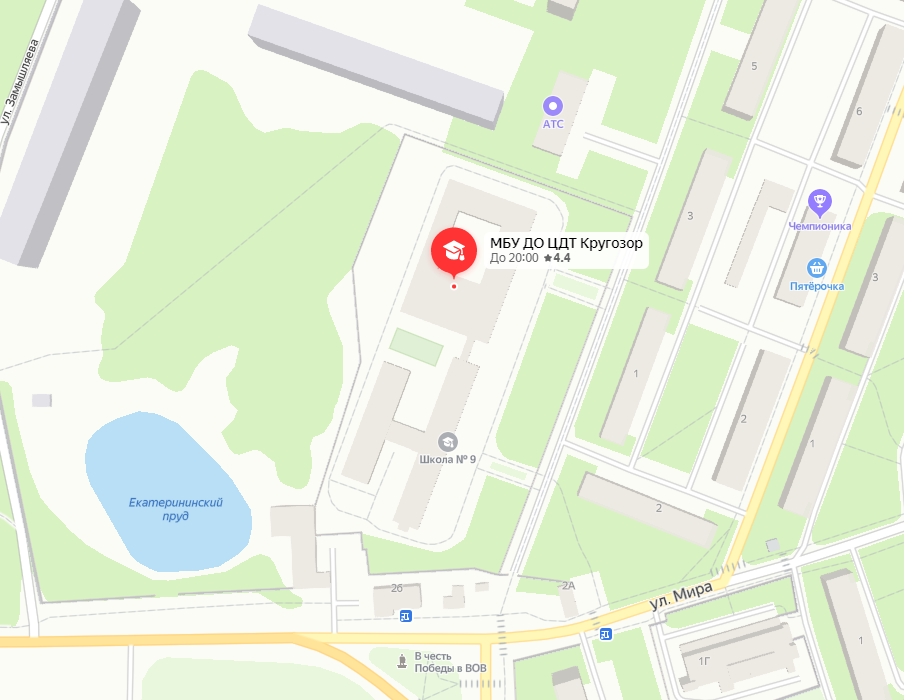 ул. Замышляева
АТС
5
6
3
Чемпионика
МБУ ДО ЦДТ Кругозор
До 20:00 ★4.4
Пятёрочка
3
1
2
1
Школа № 9
Екатерининский
пруд
2
2б
2А
ул. Мира
1
1Г
В честь
Победы в ВОВ